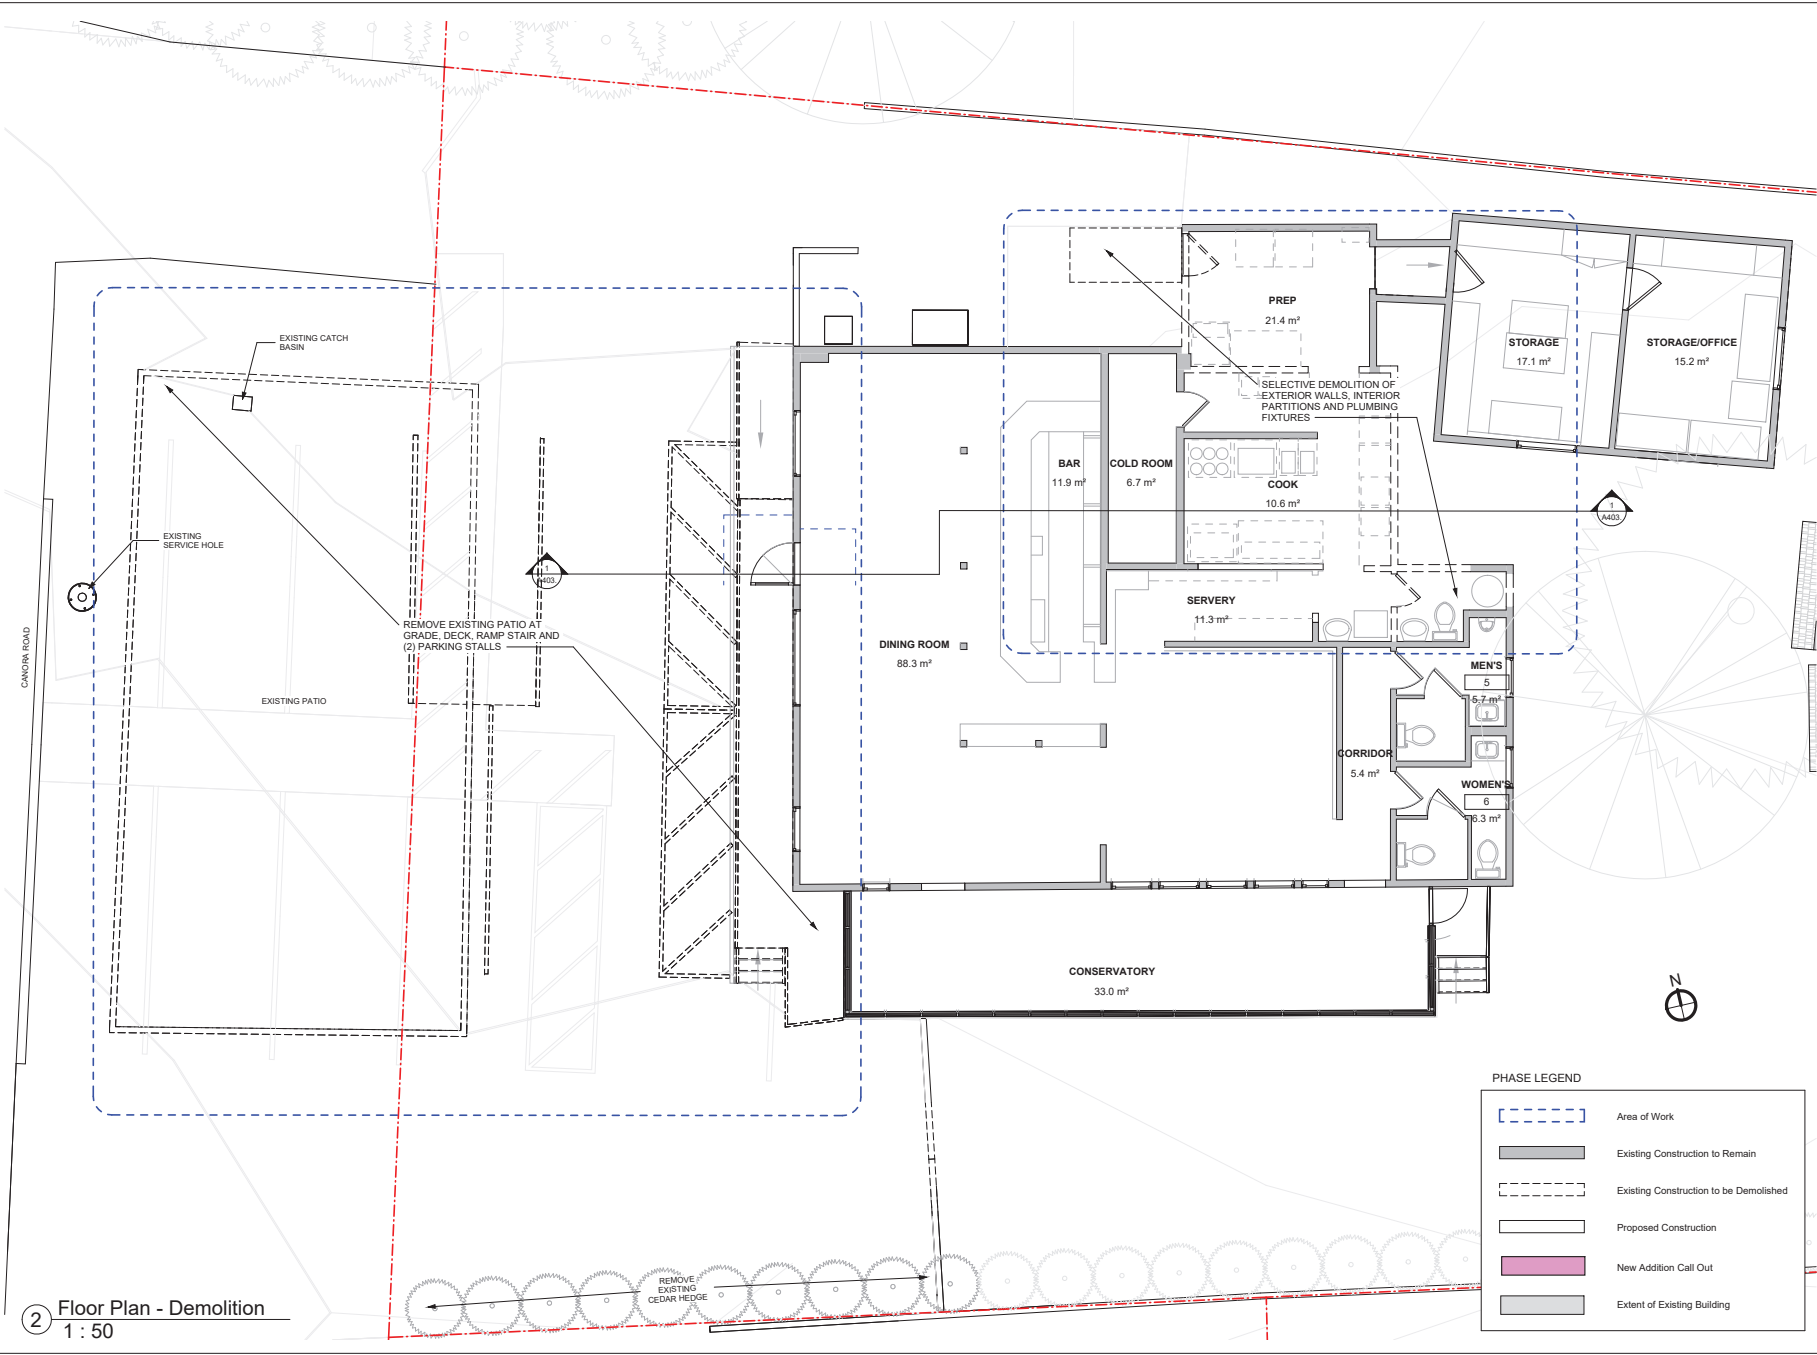 EXISTING CATCH
BASIN
EXISTING
SERVICE HOLE
CANORA ROAD
EXISTING PATIO
REMOVE EXISTING PATIO AT
GRADE, DECK, RAMP STAIR AND
(2) PARKING STALLS
1
A403.
PREP
21.4 m²
STORAGE
17.1 m²
STORAGE/OFFICE
15.2 m²
SELECTIVE DEMOLITION OF
EXTERIOR WALLS, INTERIOR
PARTITIONS AND PLUMBING
FIXTURES
BAR
11.9 m²
COLD ROOM
6.7 m²
COOK
10.6 m²
1
A403.
SERVERY
11.3 m²
DINING ROOM
88.3 m²
MEN'S
5
5.7 m²
CORRIDOR
5.4 m²
WOMEN'S
6
6.3 m²
CONSERVATORY
33.0 m²
N
REMOVE
EXISTING
CEDAR HEDGE
PHASE LEGEND
Area of Work
Existing Construction to Remain
Existing Construction to be Demolished
Proposed Construction
New Addition Call Out
Extent of Existing Building
2
Floor Plan - Demolition
1 : 50